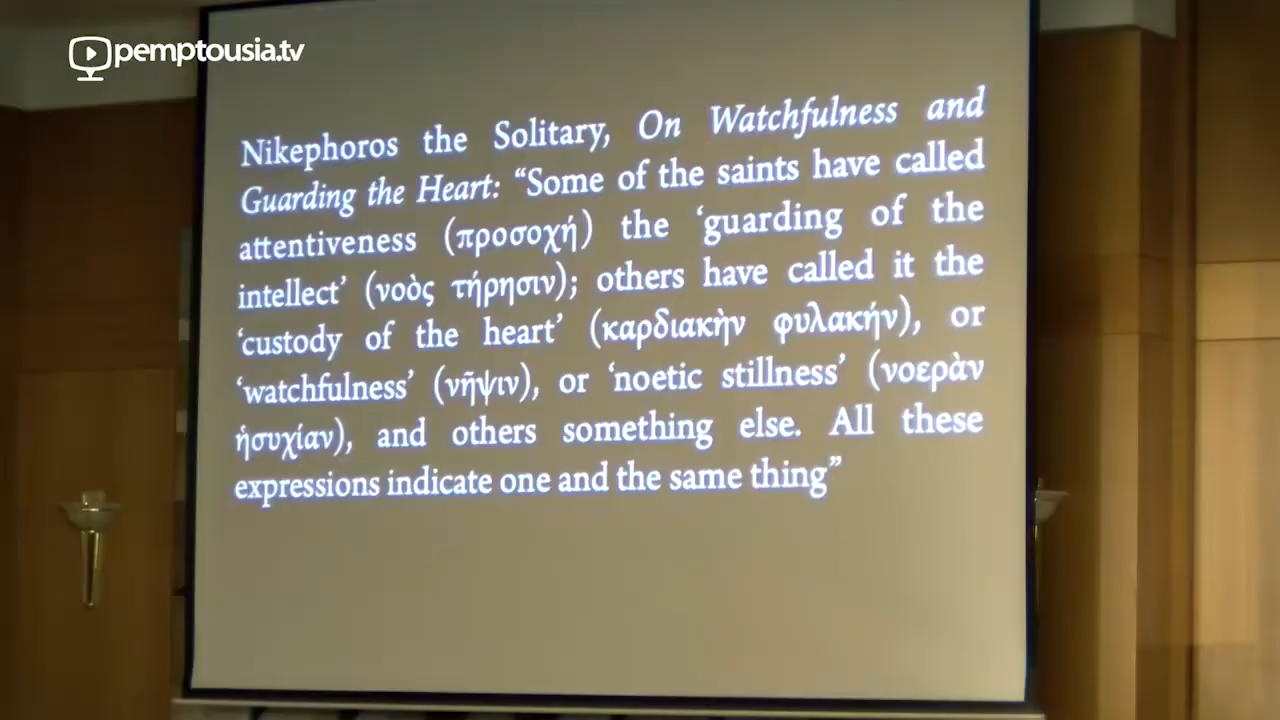 pemptousia.tv
Nikephoros the Solitary, On Watchfulness and
Guarding the Heart: “Some of the saints have called
attentiveness (προσοχή) the ‘guarding of the
intellect’ (νοὸς τήρησιν); others have called it the
‘custody of the heart’ (καρδιακὴν φυλακήν), or
‘watchfulness’ (νῆψιν), or ‘noetic stillness’ (νοερὰν
ἡσυχίαν), and others something else. All these
expressions indicate one and the same thing”